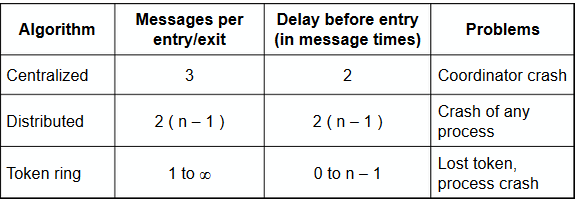 Algorithm
Messages per
entry/exit
Delay before entry
(in message times)
Problems
Centralized
3
2
Coordinator crash
Distributed
2 ( n – 1 )
2 ( n – 1 )
Crash of any
process
Token ring
1 to ∞
0 to n – 1
Lost token,
process crash